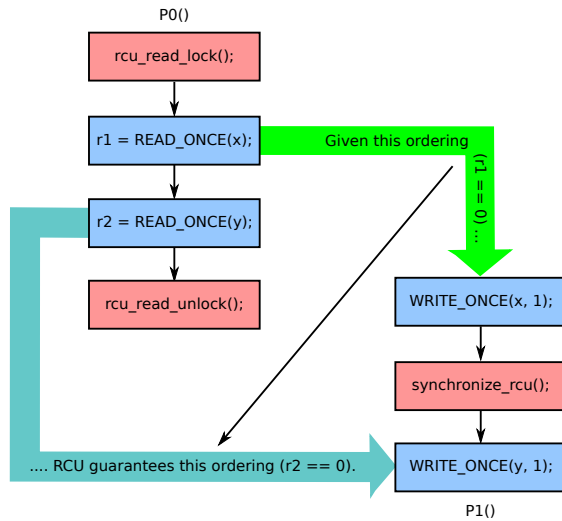 P0()
rcu_read_lock();
r1 = READ_ONCE(x);
Given this ordering
(r1 == 0) ...
r2 = READ_ONCE(y);
rcu_read_unlock();
WRITE_ONCE(x, 1);
synchronize_rcu();
.... RCU guarantees this ordering (r2 == 0).
WRITE_ONCE(y, 1);
P1()